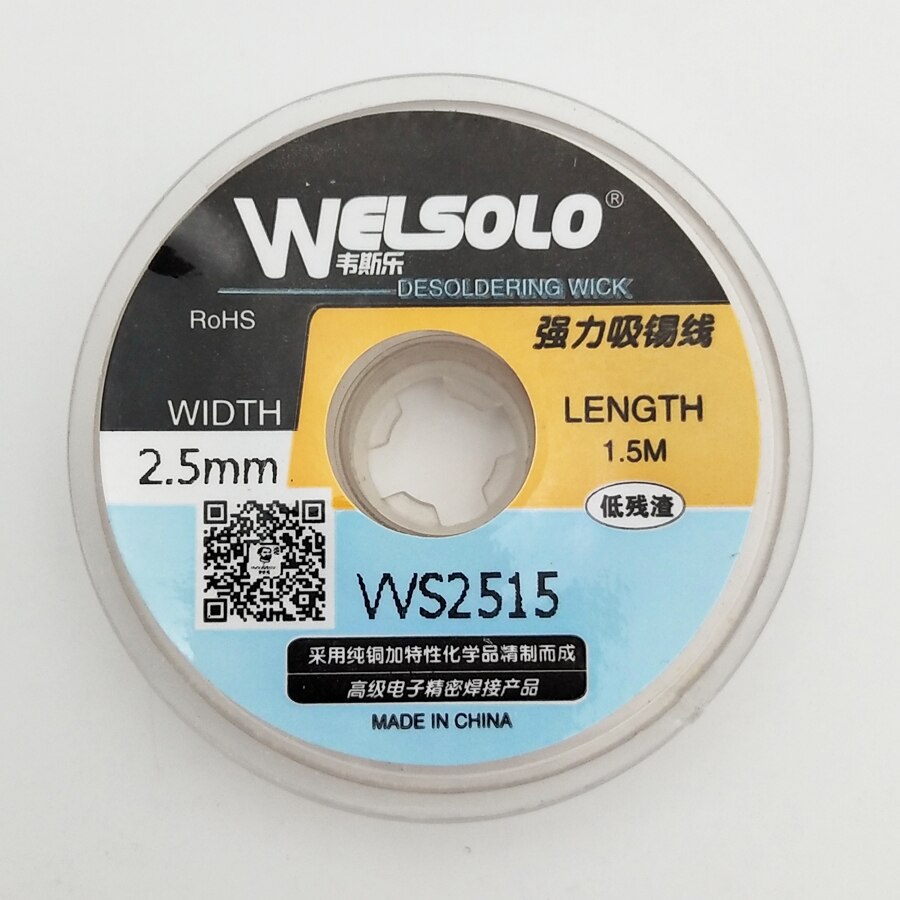 WELSOLO®
韦斯乐
DESOLDERING WICK
RoHS
强力吸锡线
WIDTH
LENGTH
2.5mm
1.5M
低残渣
VVS2515
采用纯铜加特性化学品精制而成
高级电子精密焊接产品
MADE IN CHINA